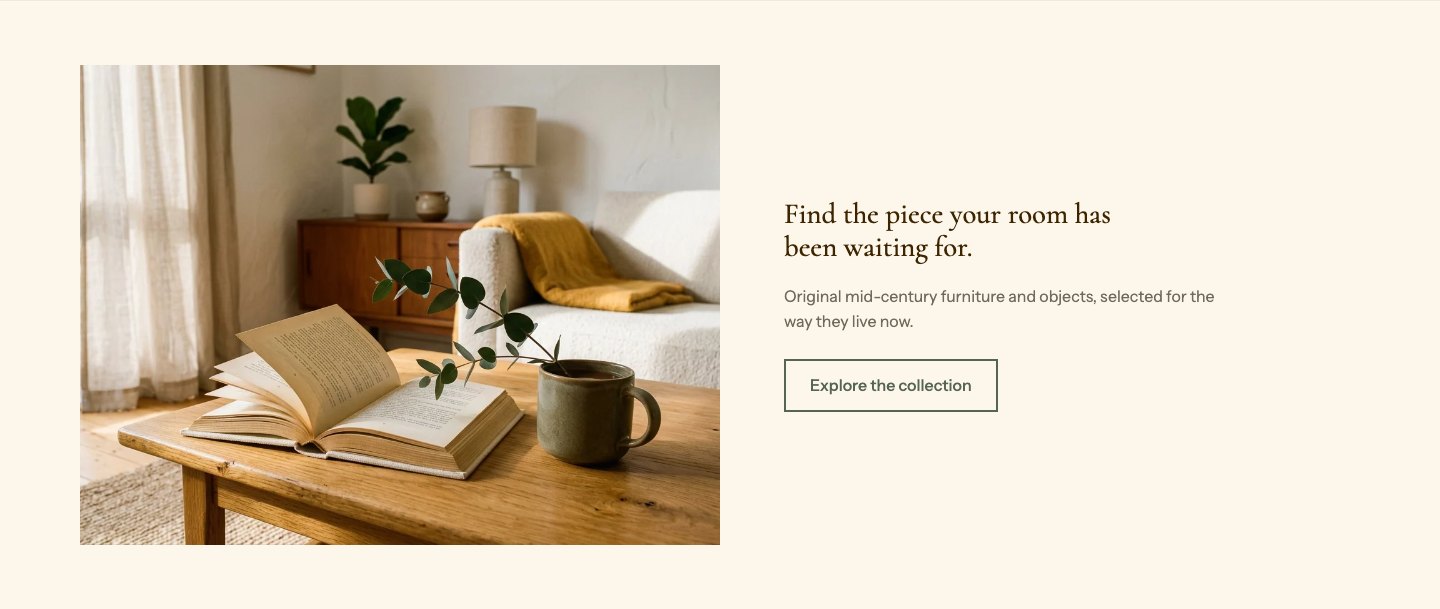 Find the piece your room has
been waiting for.
Original mid-century furniture and objects, selected for the
way they live now.
Explore the collection